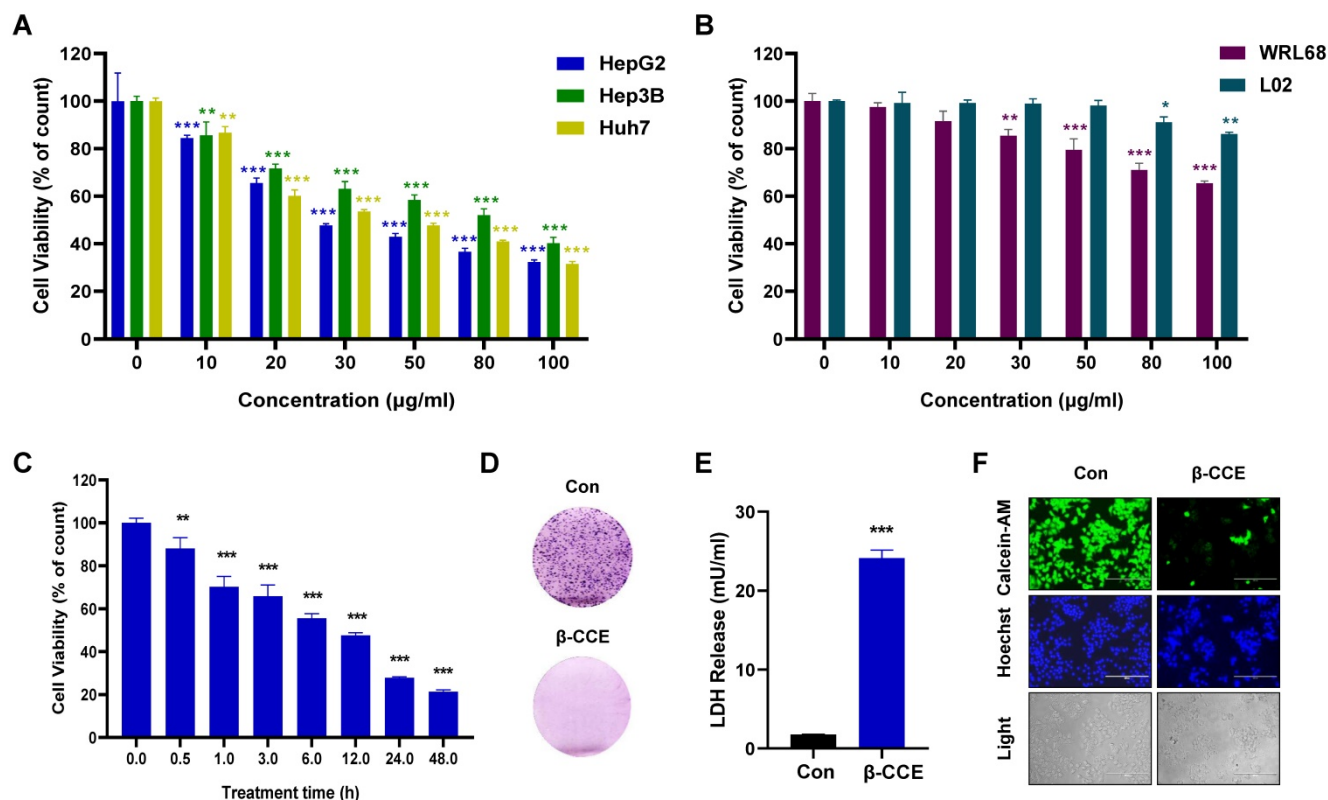 A
120
100
80
60
40
20
0
Cell Viability (% of count)
HepG2
Hep3B
Huh7
*** ** **
*** *** ***
*** *** ***
*** *** ***
*** *** ***
*** *** ***
0 10 20 30 50 80 100
Concentration (µg/ml)
B
120
100
80
60
40
20
0
Cell Viability (% of count)
WRL68
L02
**
***
*** *
*** **
0 10 20 30 50 80 100
Concentration (µg/ml)
C
120
100
80
60
40
20
0
Cell Viability (% of count)
** *** *** *** *** *** ***
0.0 0.5 1.0 3.0 6.0 12.0 24.0 48.0
Treatment time (h)
D
Con
β-CCE
E
30
20
10
0
LDH Release (mU/ml)
***
Con β-CCE
F
Con β-CCE
Calcein-AM
Hoechst
Light